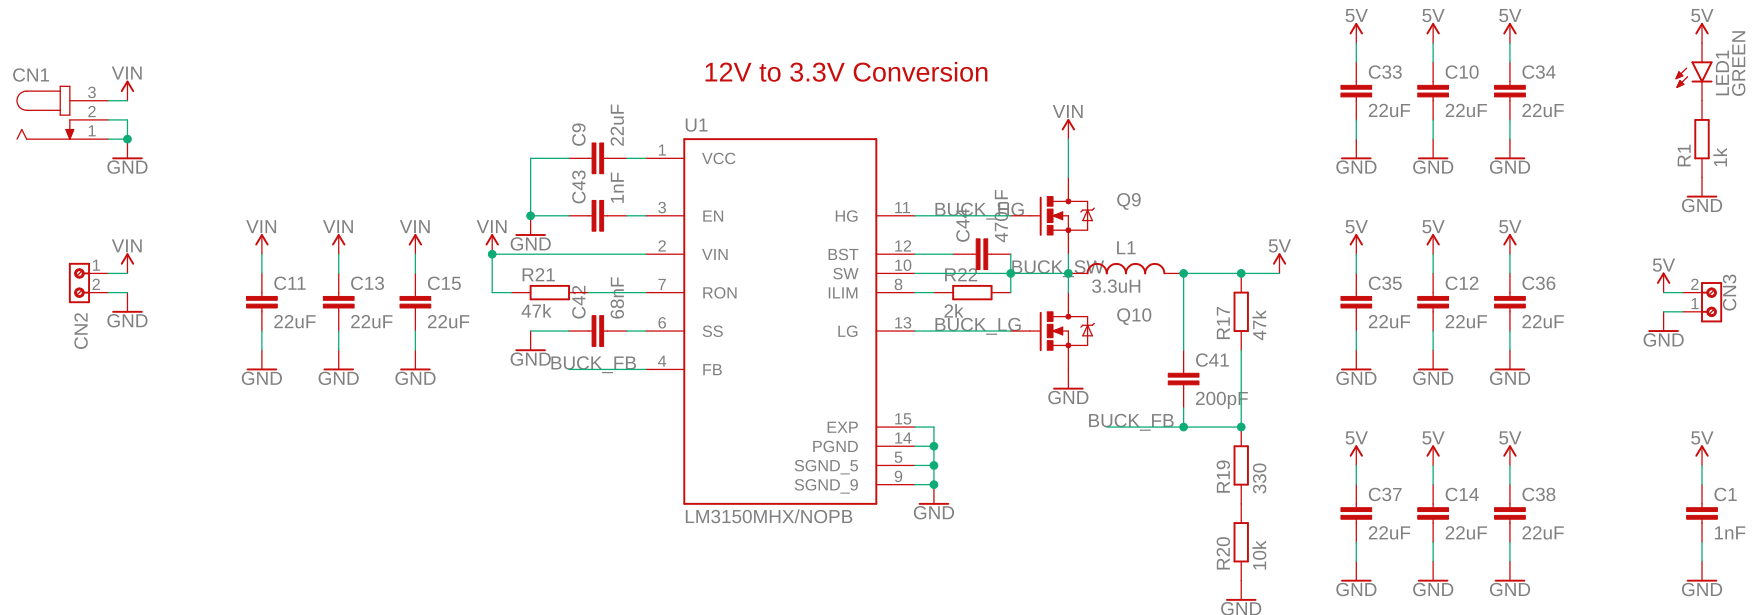 12V to 3.3V Conversion
CN1
VIN
3
2
1
GND
CN2
VIN
1
2
GND
VIN
C11
22uF
GND
VIN
C13
22uF
GND
VIN
C15
22uF
GND
C9
22uF
C43
1nF
GND
VIN
R21
47k
C42
68nF
GND
BUCK_FB
U1
1 VCC
3 EN
2 VIN
7 RON
6 SS
4 FB
HG 11
BST 12
SW 10
ILIM 8
LG 13
EXP 15
PGND 14
SGND_5 5
SGND_9 9
LM3150MHX/NOPB
GND
BUCK_HG
C44
470nF
BUCK_SW
R22
2k
BUCK_LG
VIN
Q9
Q10
GND
L1
3.3uH
5V
R17
47k
C41
200pF
BUCK_FB
R19
330
R20
10k
GND
5V
C33
22uF
GND
5V
C10
22uF
GND
5V
C34
22uF
GND
5V
C35
22uF
GND
5V
C12
22uF
GND
5V
C36
22uF
GND
5V
C37
22uF
GND
5V
C14
22uF
GND
5V
C38
22uF
GND
5V
LED1
GREEN
R1
1k
GND
5V
2
1
CN3
GND
5V
C1
1nF
GND